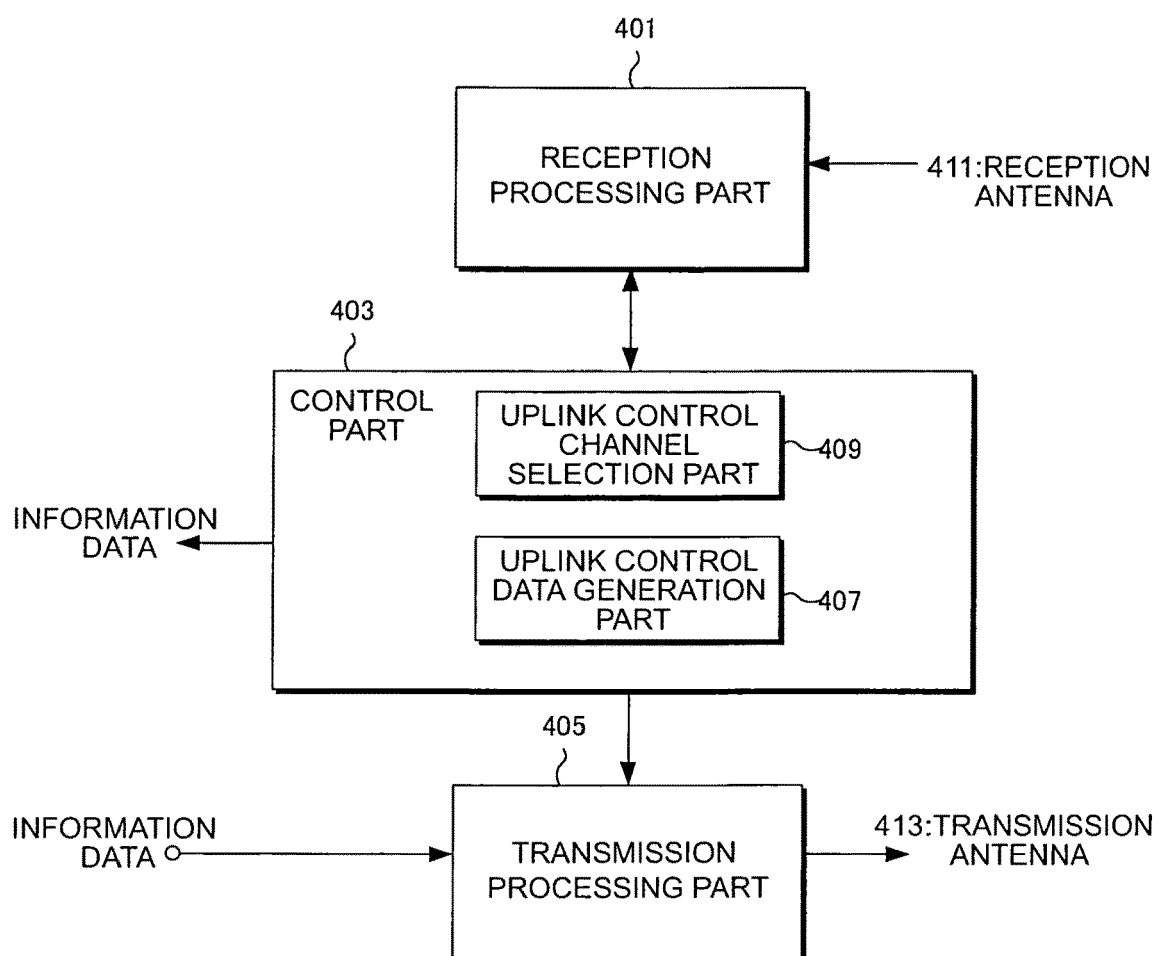 401
RECEPTION
PROCESSING PART
411:RECEPTION
ANTENNA
403
CONTROL
PART
UPLINK CONTROL
CHANNEL
SELECTION PART
409
INFORMATION
DATA
UPLINK CONTROL
DATA GENERATION
PART
407
405
INFORMATION
DATA
TRANSMISSION
PROCESSING PART
413:TRANSMISSION
ANTENNA